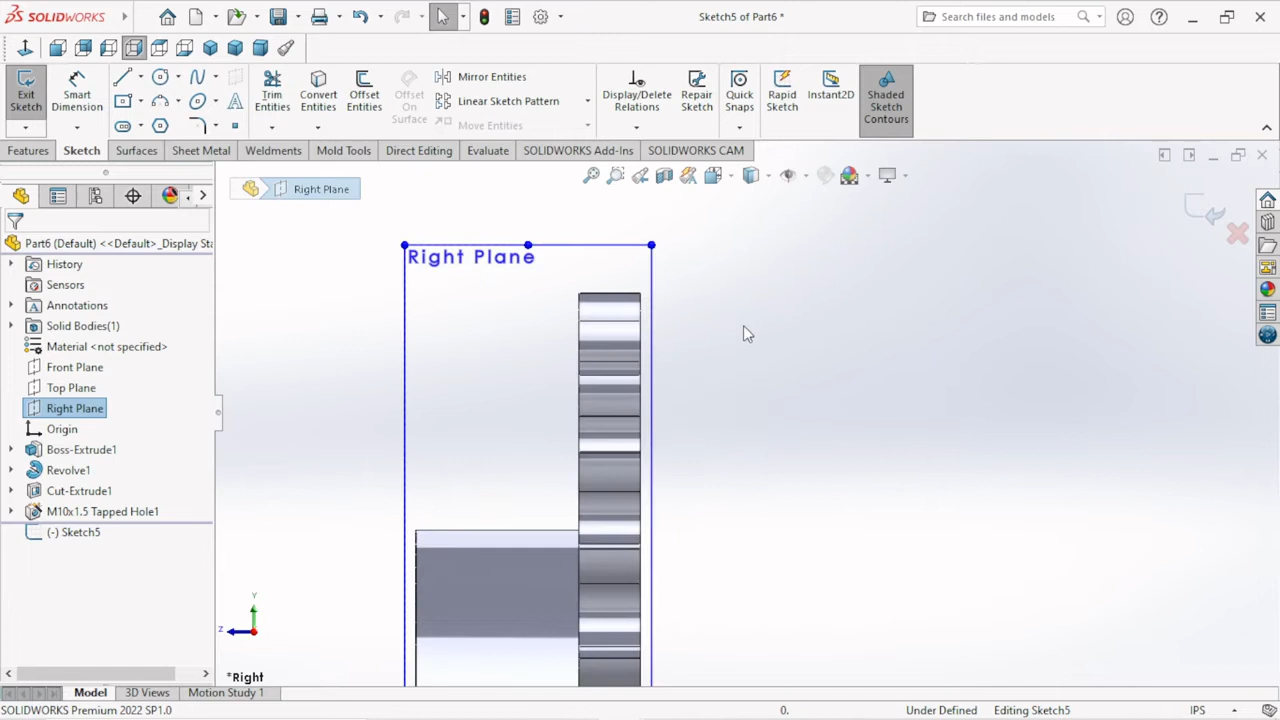 SOLIDWORKS
Sketch5 of Part6 *
Search files and models
Exit Sketch
Smart Dimension
Trim Entities
Convert Entities
Offset Entities
Offset On Surface
Mirror Entities
Linear Sketch Pattern
Move Entities
Display/Delete Relations
Repair Sketch
Quick Snaps
Rapid Sketch
Instant2D
Shaded Sketch Contours
Features
Sketch
Surfaces
Sheet Metal
Weldments
Mold Tools
Direct Editing
Evaluate
SOLIDWORKS Add-Ins
SOLIDWORKS CAM
Right Plane
Part6 (Default) <<Default>_Display Sta
History
Sensors
Annotations
Solid Bodies(1)
Material <not specified>
Front Plane
Top Plane
Right Plane
Origin
Boss-Extrude1
Revolve1
Cut-Extrude1
M10x1.5 Tapped Hole1
(-) Sketch5
Right Plane
Y
Z
*Right
Model
3D Views
Motion Study 1
SOLIDWORKS Premium 2022 SP1.0
0.
Under Defined
Editing Sketch5
IPS